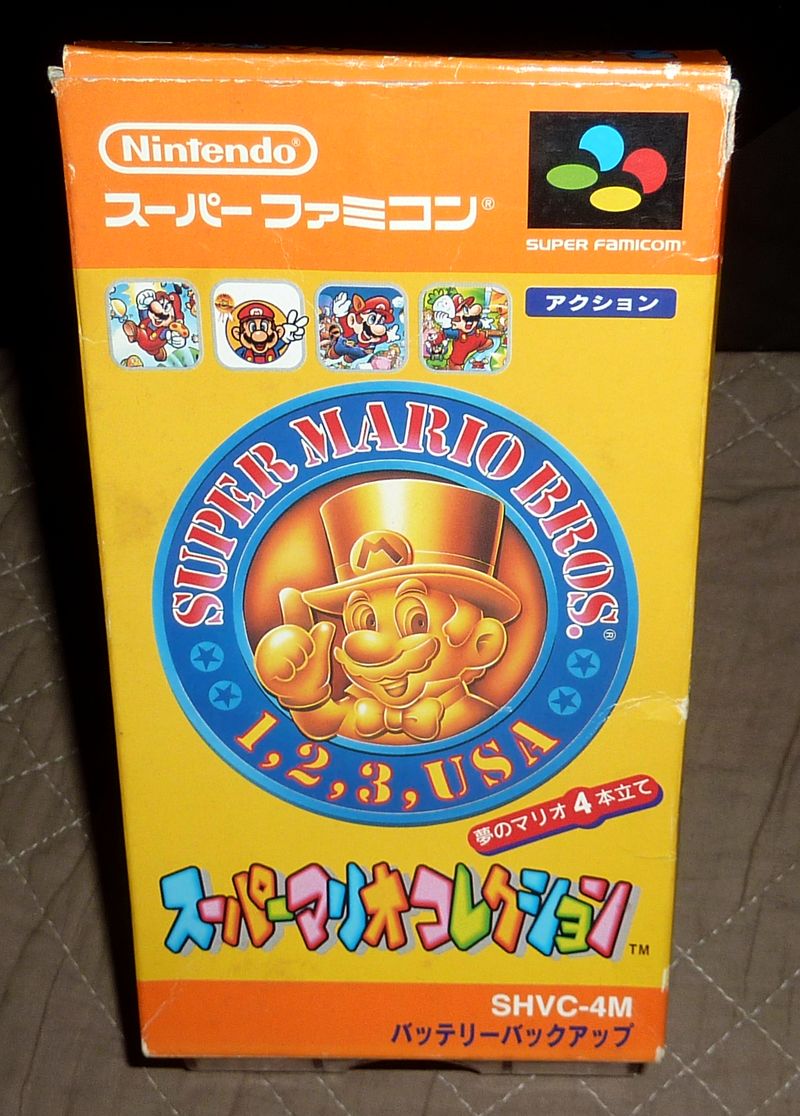 Nintendo®
スーパーファミコン®
SUPER FAMICOM®
アクション
SUPER MARIO BROS.®
M
1, 2, 3, USA
夢のマリオ4本立て
スーパーマリオコレクション™
SHVC-4M
バッテリーバックアップ